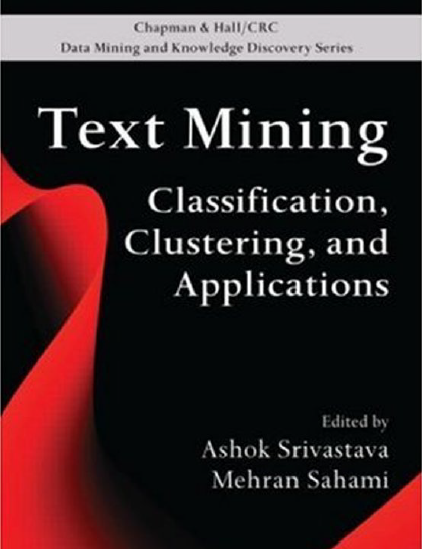 Chapman & Hall/CRC
Data Mining and Knowledge Discovery Series
Text Mining
Classification,
Clustering, and
Applications
Edited by
Ashok Srivastava
Mehran Sahami